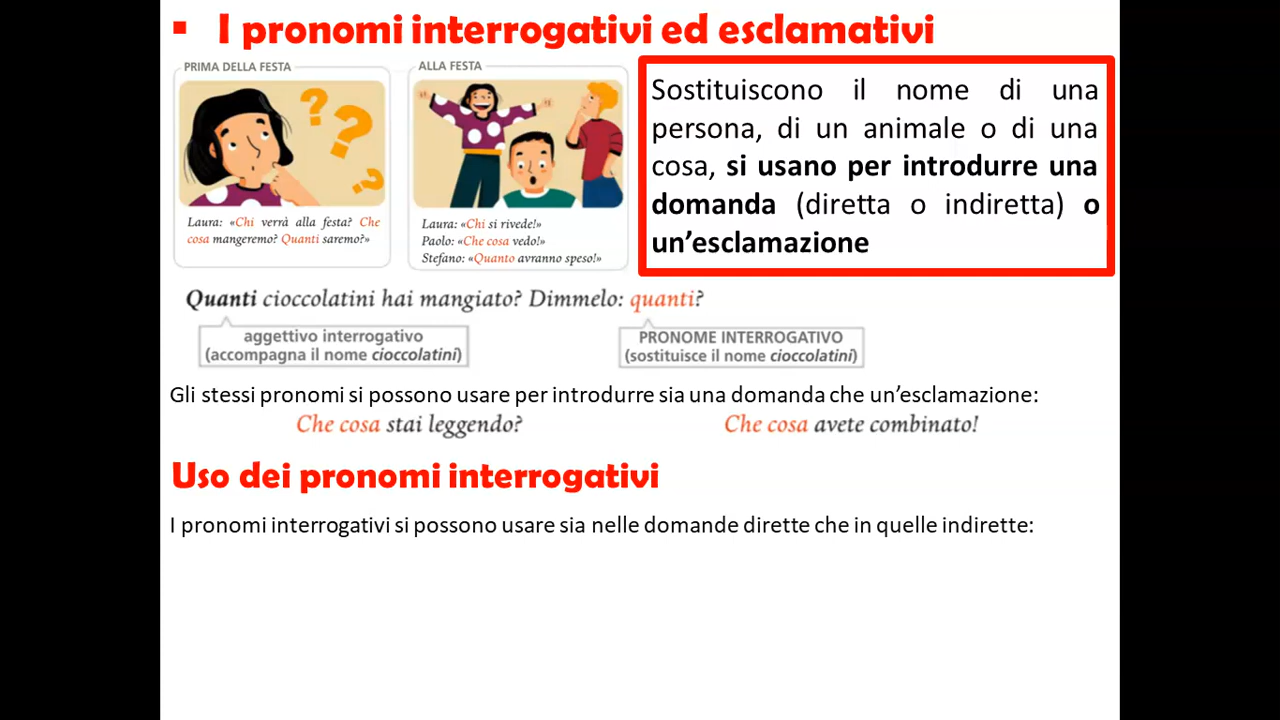 ▪ I pronomi interrogativi ed esclamativi
PRIMA DELLA FESTA
Laura: «Chi verrà alla festa? Che
cosa mangeremo? Quanti saremo?»
ALLA FESTA
Laura: «Chi si rivede!»
Paolo: «Che cosa vedo!»
Stefano: «Quanto avranno speso!»
Sostituiscono il nome di una
persona, di un animale o di una
cosa, si usano per introdurre una
domanda (diretta o indiretta) o
un’esclamazione
Quanti cioccolatini hai mangiato? Dimmelo: quanti?
aggettivo interrogativo
(accompagna il nome cioccolatini)
PRONOME INTERROGATIVO
(sostituisce il nome cioccolatini)
Gli stessi pronomi si possono usare per introdurre sia una domanda che un’esclamazione:
Che cosa stai leggendo? Che cosa avete combinato!
Uso dei pronomi interrogativi
I pronomi interrogativi si possono usare sia nelle domande dirette che in quelle indirette: